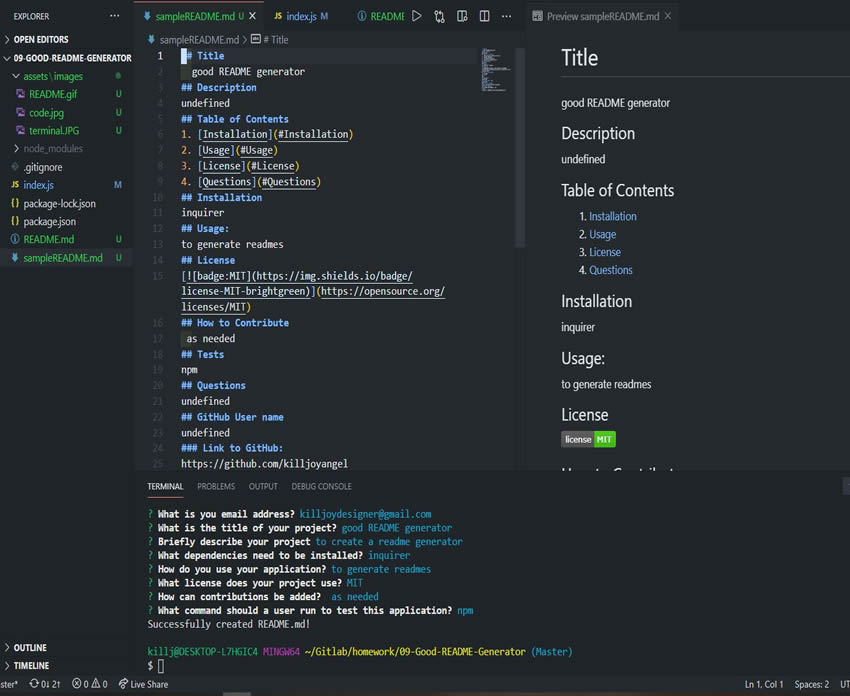 EXPLORER ...
OPEN EDITORS
09-GOOD-README-GENERATOR
assets\images
README.gif U
code.jpg U
terminal.JPG U
node_modules
.gitignore
JS index.js M
{} package-lock.json
{} package.json
README.md U
sampleREADME.md U
OUTLINE
TIMELINE
sampleREADME.md U
JS index.js M
README
sampleREADME.md > # Title
1 # Title
2 good README generator
3 ## Description
4 undefined
5 ## Table of Contents
6 1. [Installation](#Installation)
7 2. [Usage](#Usage)
8 3. [License](#License)
9 4. [Questions](#Questions)
10 ## Installation
11 inquirer
12 ## Usage:
13 to generate readmes
14 ## License
15 [![badge:MIT](https://img.shields.io/badge/
license-MIT-brightgreen)](https://opensource.org/
licenses/MIT)
16 ## How to Contribute
17 as needed
18 ## Tests
19 npm
20 ## Questions
21 undefined
22 ## GitHub User name
23 undefined
24 ### Link to GitHub:
25 https://github.com/killjoyangel
Preview sampleREADME.md
Title
good README generator
Description
undefined
Table of Contents
1. Installation
2. Usage
3. License
4. Questions
Installation
inquirer
Usage:
to generate readmes
License
license MIT
How to Contribut
TERMINAL PROBLEMS OUTPUT DEBUG CONSOLE
? What is you email address? killjoydesigner@gmail.com
? What is the title of your project? good README generator
? Briefly describe your project to create a readme generator
? What dependencies need to be installed? inquirer
? How do you use your application? to generate readmes
? What license does your project use? MIT
? How can contributions be added? as needed
? What command should a user run to test this application? npm
Successfully created README.md!
killj@DESKTOP-L7HGIC4 MINGW64 ~/Gitlab/homework/09-Good-README-Generator (Master)
$
ster* 0↓ 2↑ 0 0 Live Share Ln 1, Col 1 Spaces: 2 UT